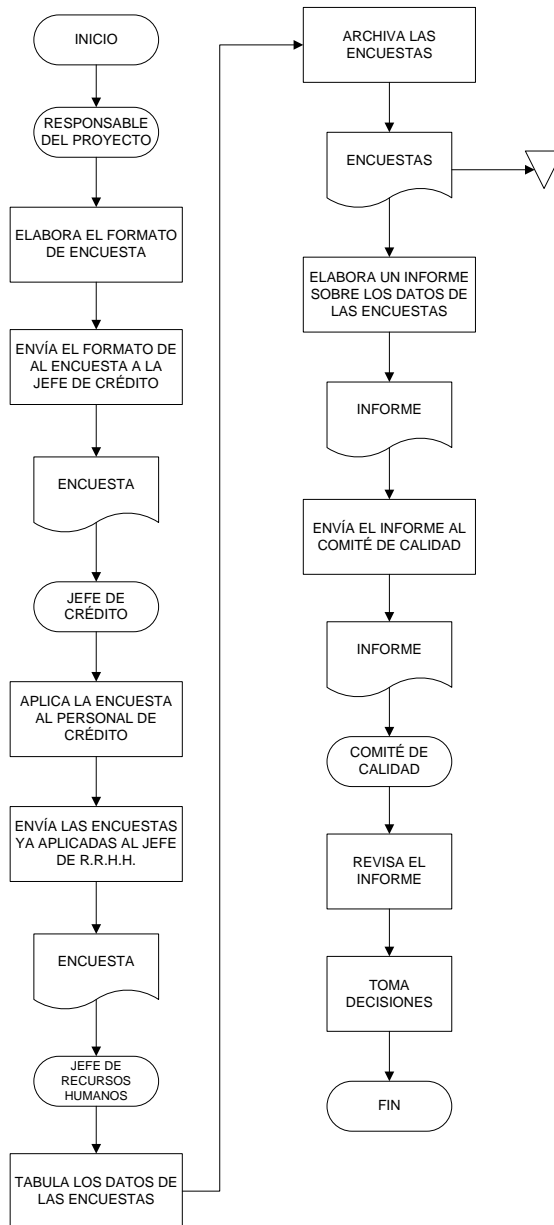 INICIO
RESPONSABLE
DEL PROYECTO
ELABORA EL FORMATO
DE ENCUESTA
ENVÍA EL FORMATO DE
AL ENCUESTA A LA
JEFE DE CRÉDITO
ENCUESTA
JEFE DE
CRÉDITO
APLICA LA ENCUESTA
AL PERSONAL DE
CRÉDITO
ENVÍA LAS ENCUESTAS
YA APLICADAS AL JEFE
DE R.R.H.H.
ENCUESTA
JEFE DE
RECURSOS
HUMANOS
TABULA LOS DATOS DE
LAS ENCUESTAS
ARCHIVA LAS
ENCUESTAS
ENCUESTAS
ELABORA UN INFORME
SOBRE LOS DATOS DE
LAS ENCUESTAS
INFORME
ENVÍA EL INFORME AL
COMITÉ DE CALIDAD
INFORME
COMITÉ DE
CALIDAD
REVISA EL
INFORME
TOMA
DECISIONES
FIN